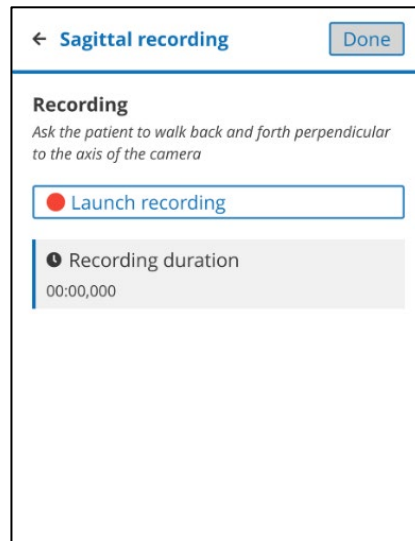 ← Sagittal recording Done
Recording
Ask the patient to walk back and forth perpendicular
to the axis of the camera
Launch recording
Recording duration
00:00,000